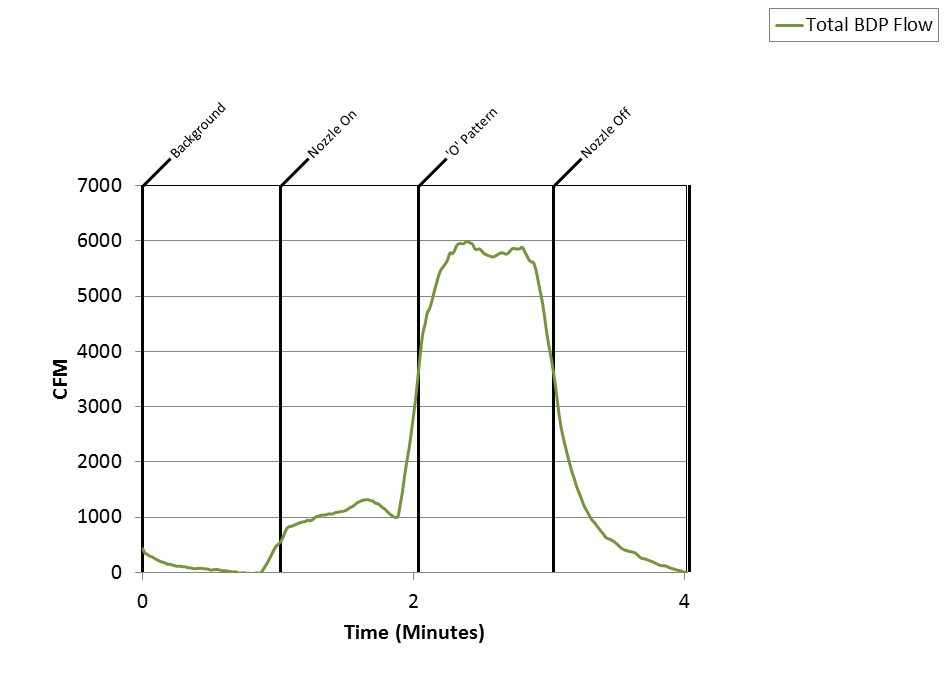 Total BDP Flow
Background
Nozzle On
'O' Pattern
Nozzle Off
7000
6000
5000
4000
3000
2000
1000
0
CFM
0 2 4
Time (Minutes)